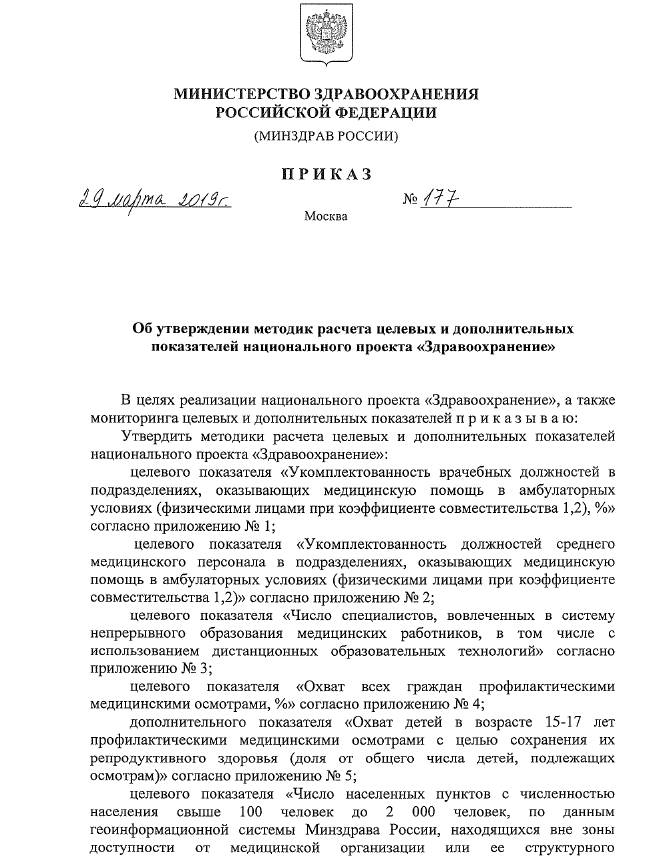 МИНИСТЕРСТВО ЗДРАВООХРАНЕНИЯ
РОССИЙСКОЙ ФЕДЕРАЦИИ
(МИНЗДРАВ РОССИИ)
ПРИКАЗ
29 марта 2019г. № 177
Москва
Об утверждении методик расчета целевых и дополнительных
показателей национального проекта «Здравоохранение»
В целях реализации национального проекта «Здравоохранение», а также
мониторинга целевых и дополнительных показателей п р и к а з ы в а ю:
Утвердить методики расчета целевых и дополнительных показателей
национального проекта «Здравоохранение»:
целевого показателя «Укомплектованность врачебных должностей в
подразделениях, оказывающих медицинскую помощь в амбулаторных
условиях (физическими лицами при коэффициенте совместительства 1,2), %»
согласно приложению № 1;
целевого показателя «Укомплектованность должностей среднего
медицинского персонала в подразделениях, оказывающих медицинскую
помощь в амбулаторных условиях (физическими лицами при коэффициенте
совместительства 1,2)» согласно приложению № 2;
целевого показателя «Число специалистов, вовлеченных в систему
непрерывного образования медицинских работников, в том числе с
использованием дистанционных образовательных технологий» согласно
приложению № 3;
целевого показателя «Охват всех граждан профилактическими
медицинскими осмотрами, %» согласно приложению № 4;
дополнительного показателя «Охват детей в возрасте 15-17 лет
профилактическими медицинскими осмотрами с целью сохранения их
репродуктивного здоровья (доля от общего числа детей, подлежащих
осмотрам)» согласно приложению № 5;
целевого показателя «Число населенных пунктов с численностью
населения свыше 100 человек до 2 000 человек, по данным
геоинформационной системы Минздрава России, находящихся вне зоны
доступности от медицинской организации или ее структурного